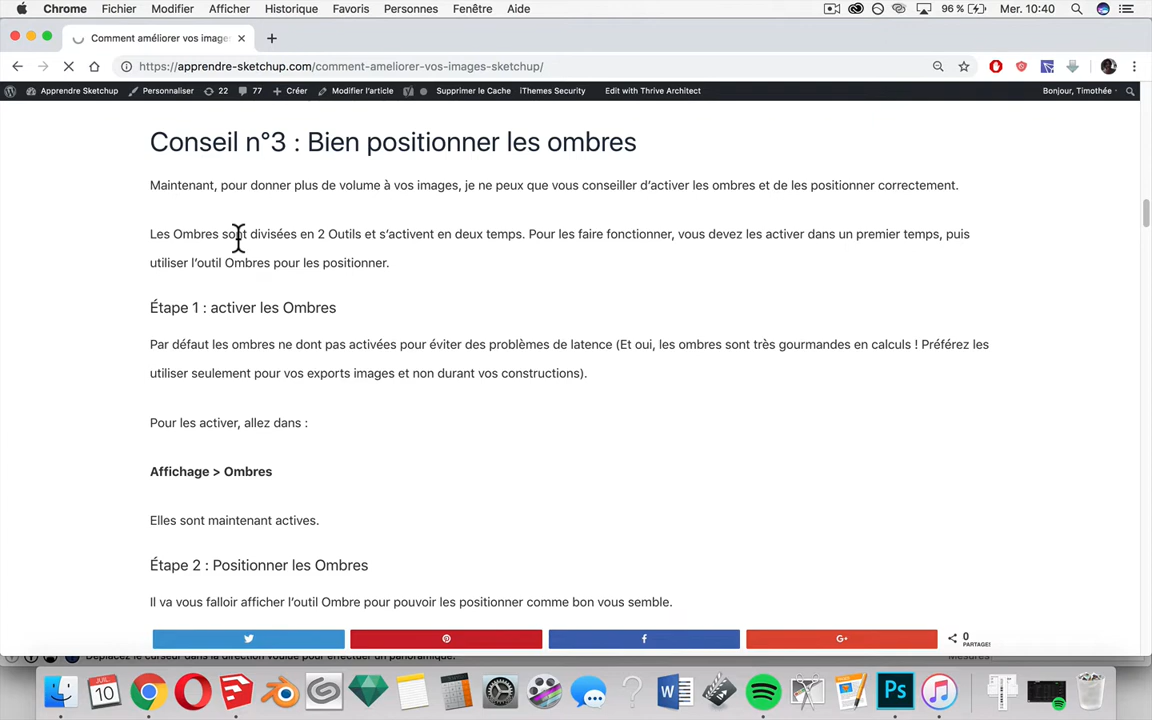 Chrome Fichier Modifier Afficher Historique Favoris Personnes Fenêtre Aide 96 % Mer. 10:40
Comment améliorer vos image
https://apprendre-sketchup.com/comment-ameliorer-vos-images-sketchup/
Apprendre Sketchup Personnaliser 22 77 Créer Modifier l'article Supprimer le Cache iThemes Security Edit with Thrive Architect Bonjour, Timothée
Conseil n°3 : Bien positionner les ombres
Maintenant, pour donner plus de volume à vos images, je ne peux que vous conseiller d'activer les ombres et de les positionner correctement.
Les Ombres sont divisées en 2 Outils et s'activent en deux temps. Pour les faire fonctionner, vous devez les activer dans un premier temps, puis
utiliser l'outil Ombres pour les positionner.
Étape 1 : activer les Ombres
Par défaut les ombres ne dont pas activées pour éviter des problèmes de latence (Et oui, les ombres sont très gourmandes en calculs ! Préférez les
utiliser seulement pour vos exports images et non durant vos constructions).
Pour les activer, allez dans :
Affichage > Ombres
Elles sont maintenant actives.
Étape 2 : Positionner les Ombres
Il va vous falloir afficher l'outil Ombre pour pouvoir les positionner comme bon vous semble.
G+ 0
PARTAGE!
Déplacez le curseur dans la direction voulue pour effectuer un panoramique. Mesures
JUIL
10
W
Ps